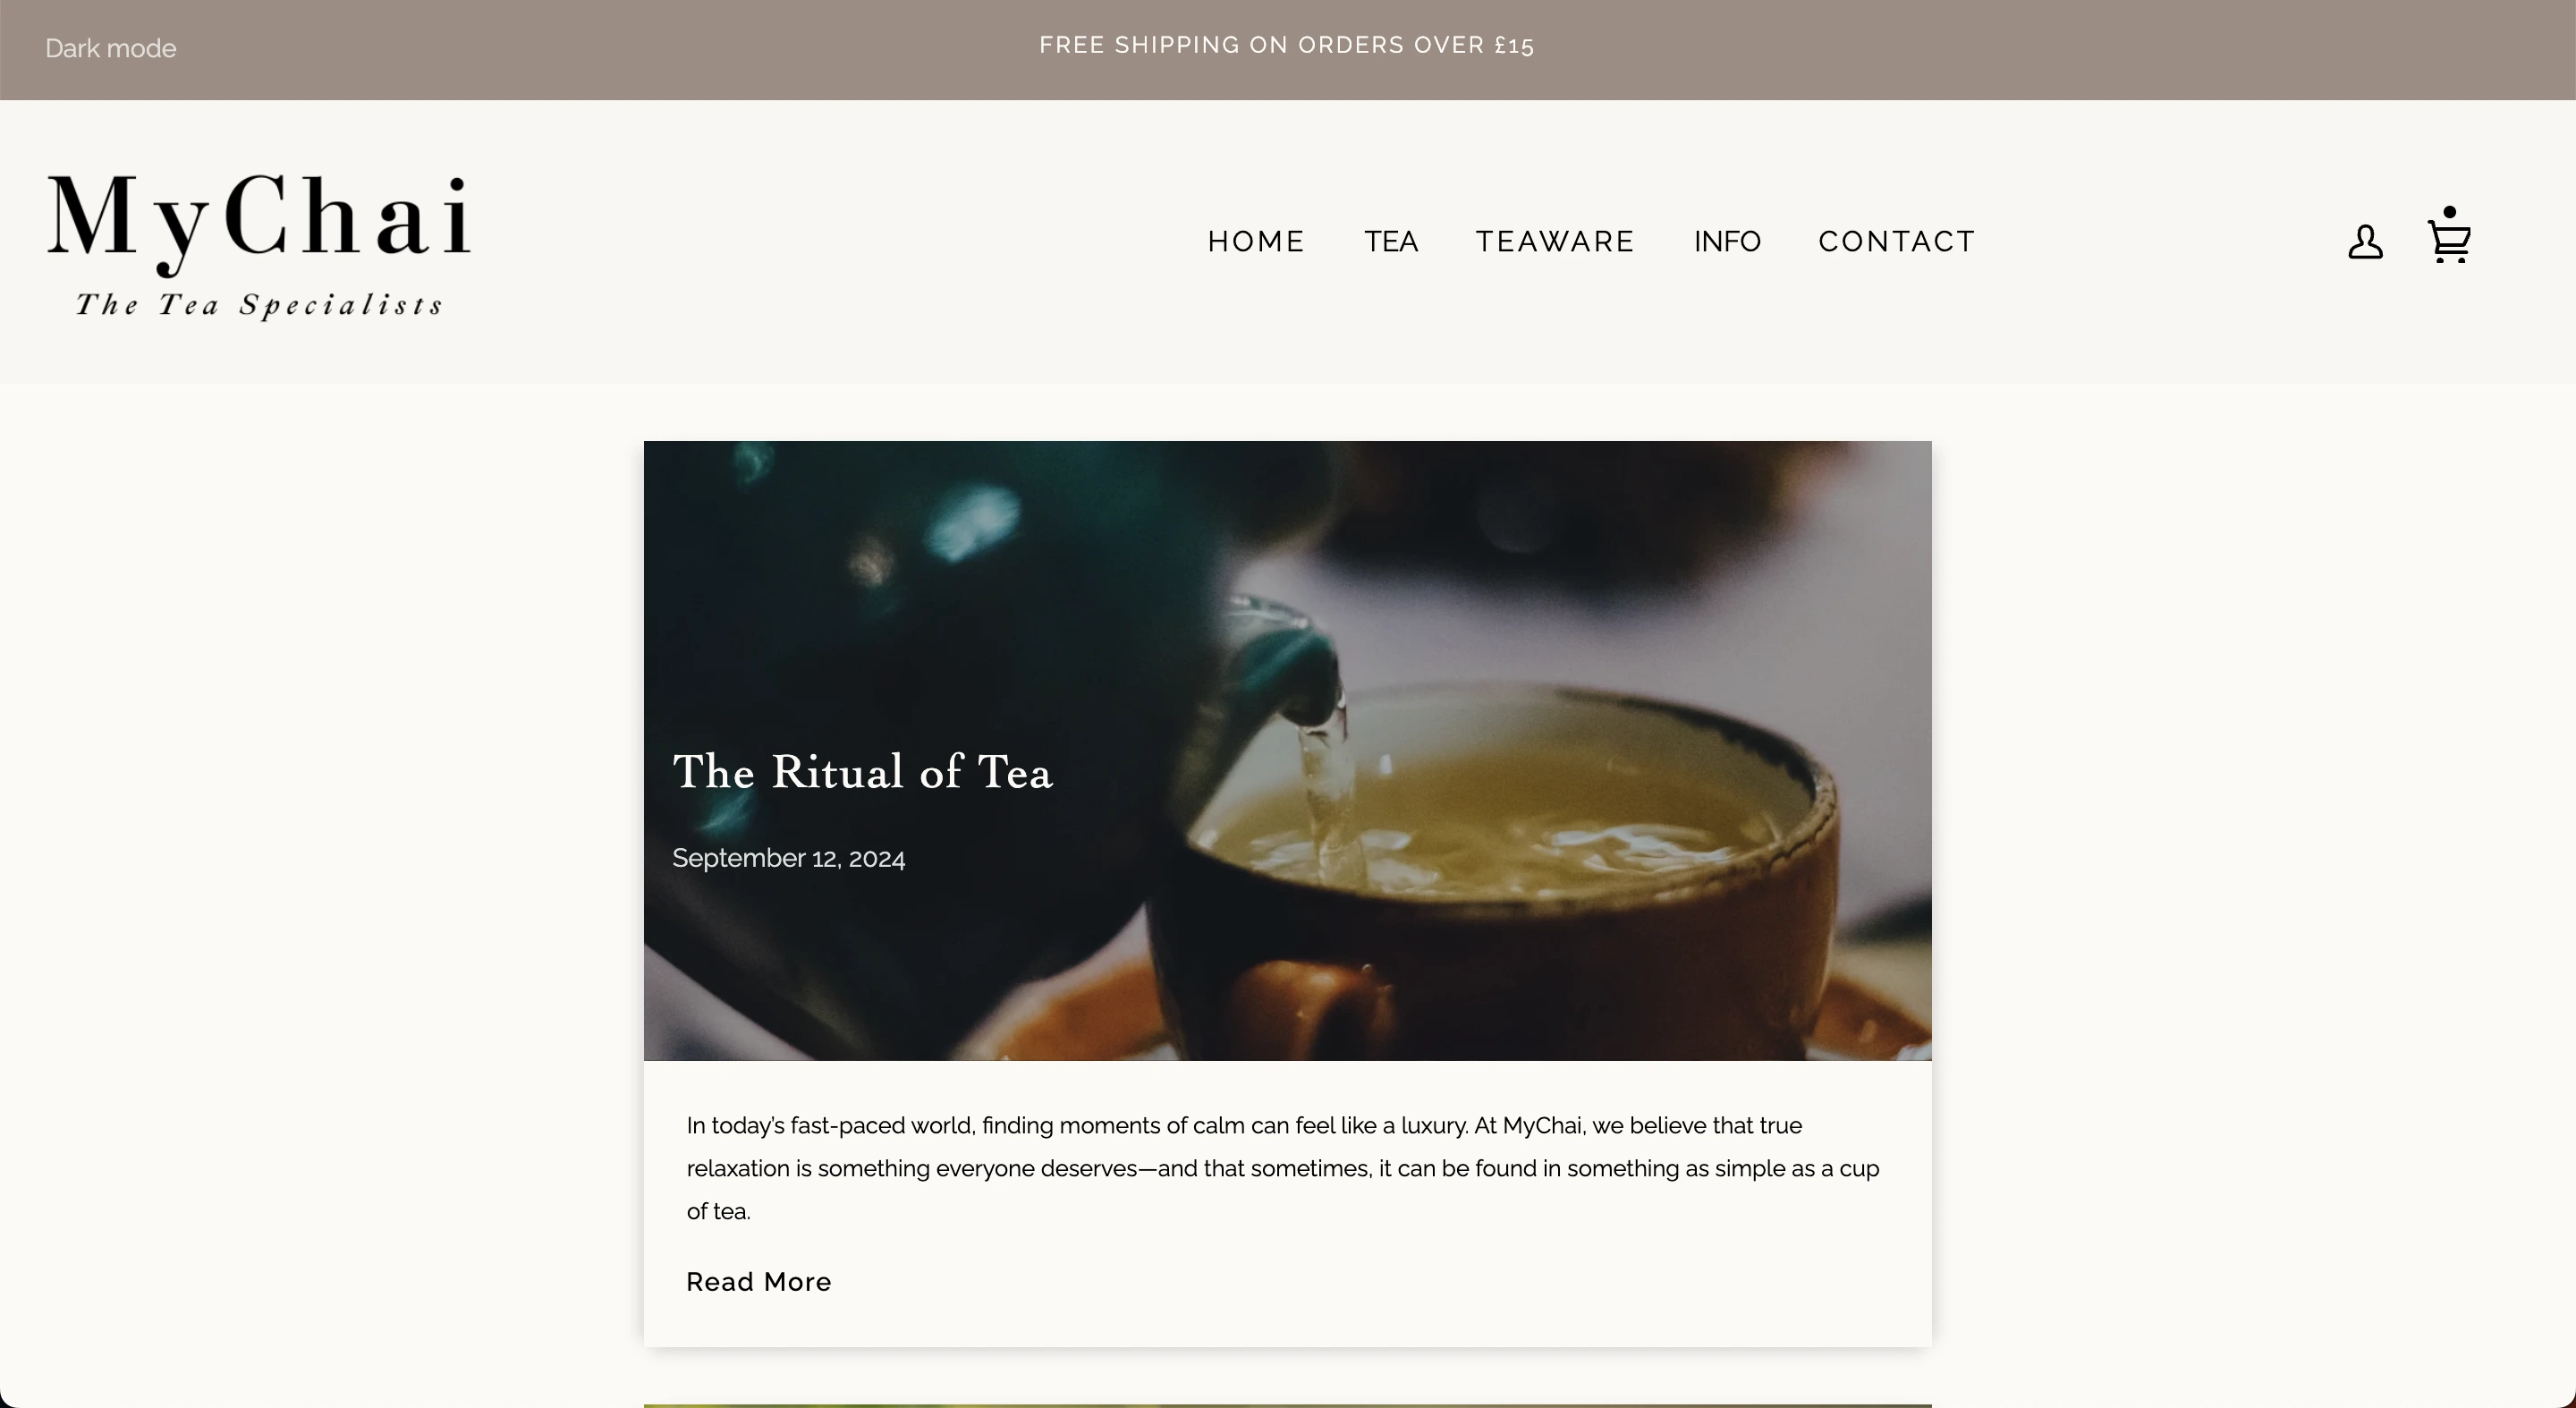 Dark mode
FREE SHIPPING ON ORDERS OVER £15
MyChai
The Tea Specialists
HOME TEA TEAWARE INFO CONTACT
The Ritual of Tea
September 12, 2024
In today’s fast-paced world, finding moments of calm can feel like a luxury. At MyChai, we believe that true
relaxation is something everyone deserves—and that sometimes, it can be found in something as simple as a cup
of tea.
Read More